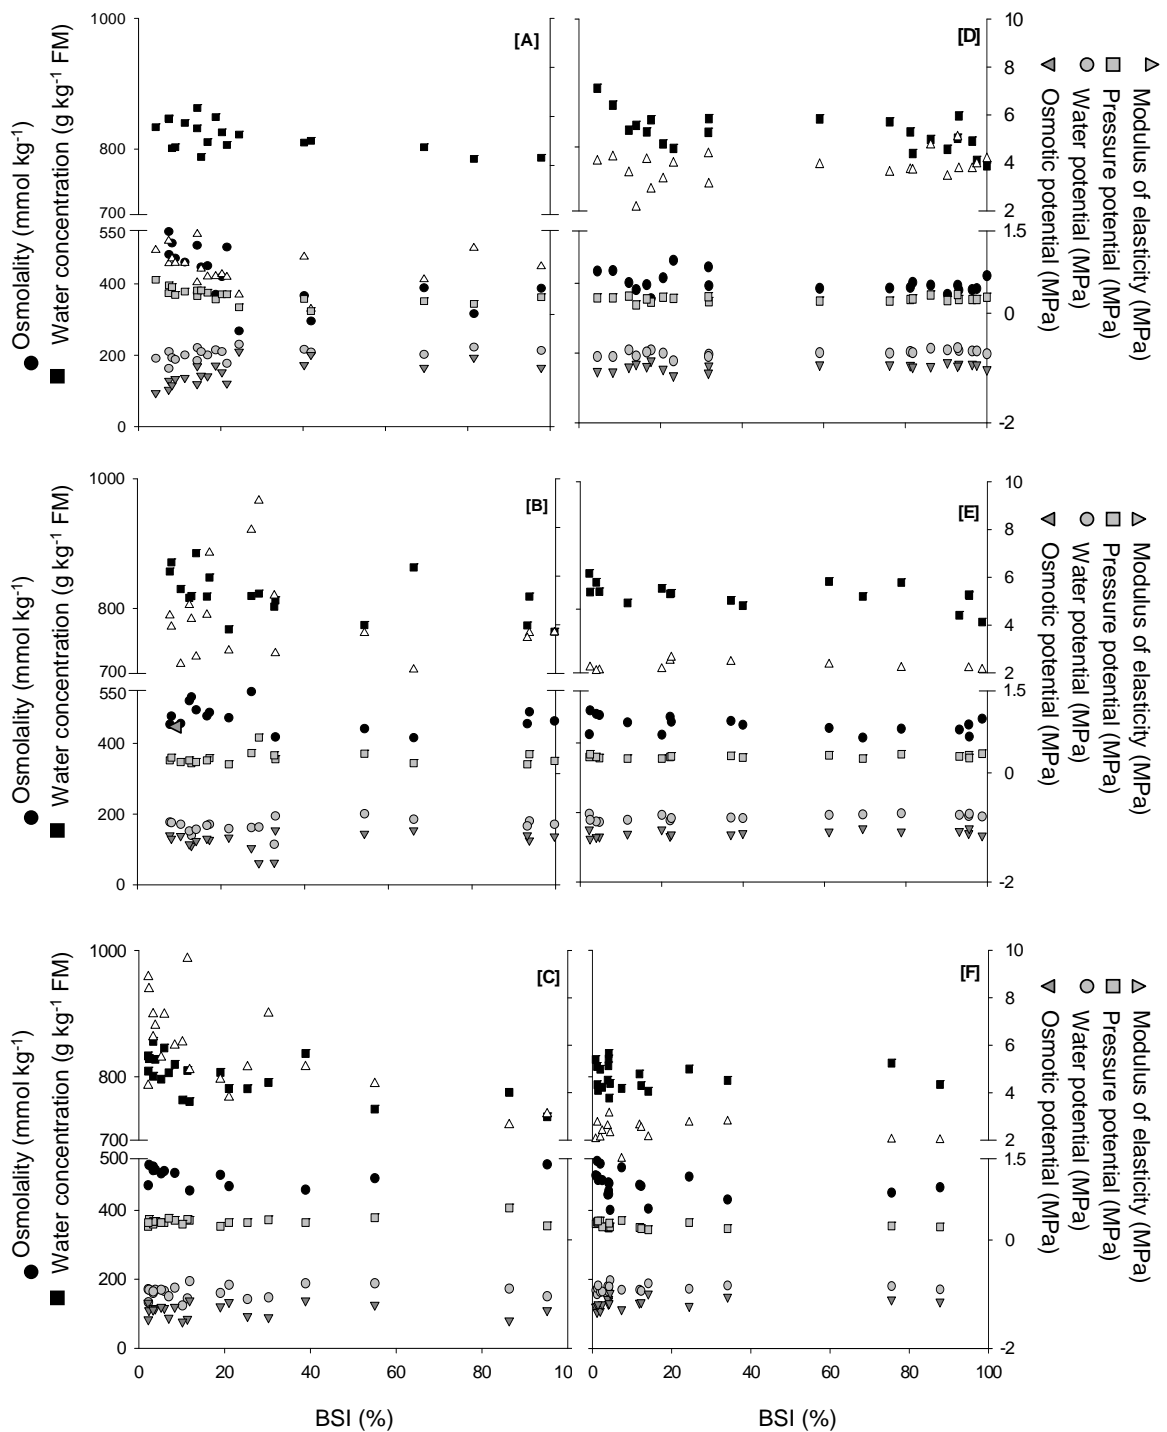 1000
800
700
550
400
200
0
[A]
[D]
10
8
6
4
2
1.5
0
-2
Osmolality (mmol kg-1)
Water concentration (g kg-1 FM)
Modulus of elasticity (MPa)
Pressure potential (MPa)
Water potential (MPa)
Osmotic potential (MPa)
1000
800
700
550
400
200
0
[B]
[E]
10
8
6
4
2
1.5
0
-2
Osmolality (mmol kg-1)
Water concentration (g kg-1 FM)
Modulus of elasticity (MPa)
Pressure potential (MPa)
Water potential (MPa)
Osmotic potential (MPa)
1000
800
700
500
400
200
0
[C]
[F]
10
8
6
4
2
1.5
0
-2
Osmolality (mmol kg-1)
Water concentration (g kg-1 FM)
Modulus of elasticity (MPa)
Pressure potential (MPa)
Water potential (MPa)
Osmotic potential (MPa)
0 20 40 60 80 10 0 20 40 60 80 100
BSI (%) BSI (%)